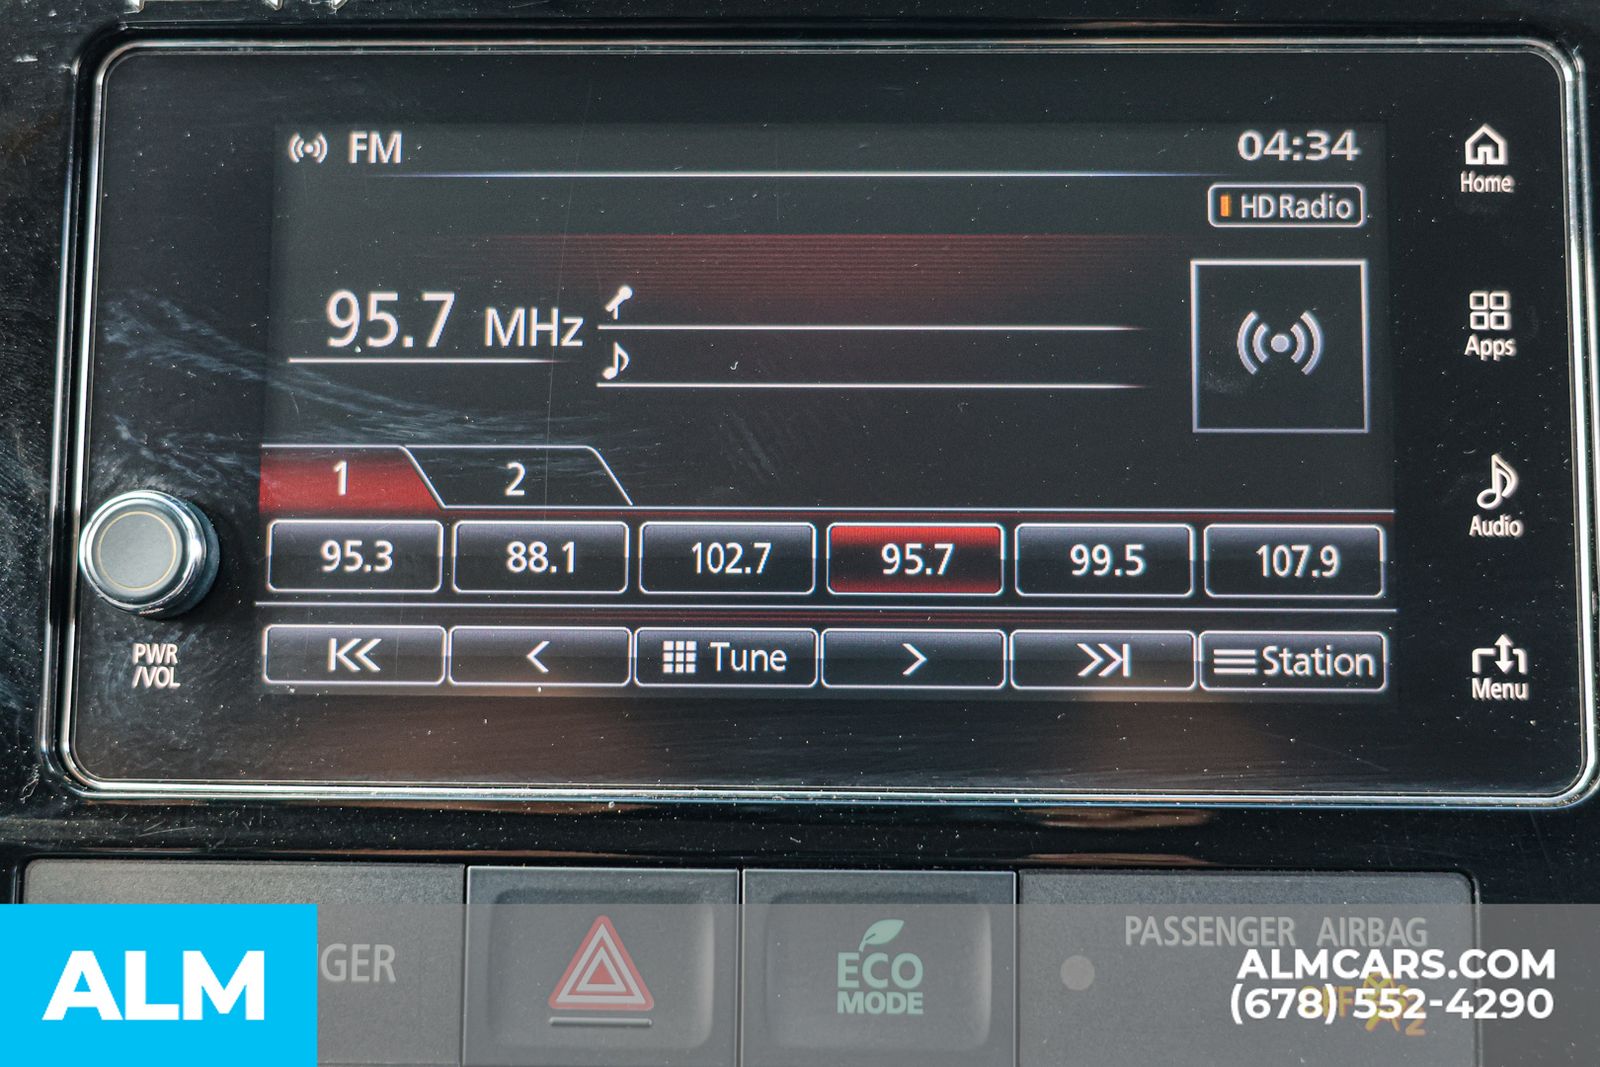 FM
04:34
HD Radio
95.7 MHz
1
2
95.3
88.1
102.7
95.7
99.5
107.9
Tune
Station
Home
Apps
Audio
Menu
PWR
/VOL
ECO
MODE
PASSENGER AIRBAG
ALM
ALMCARS.COM
(678) 552-4290